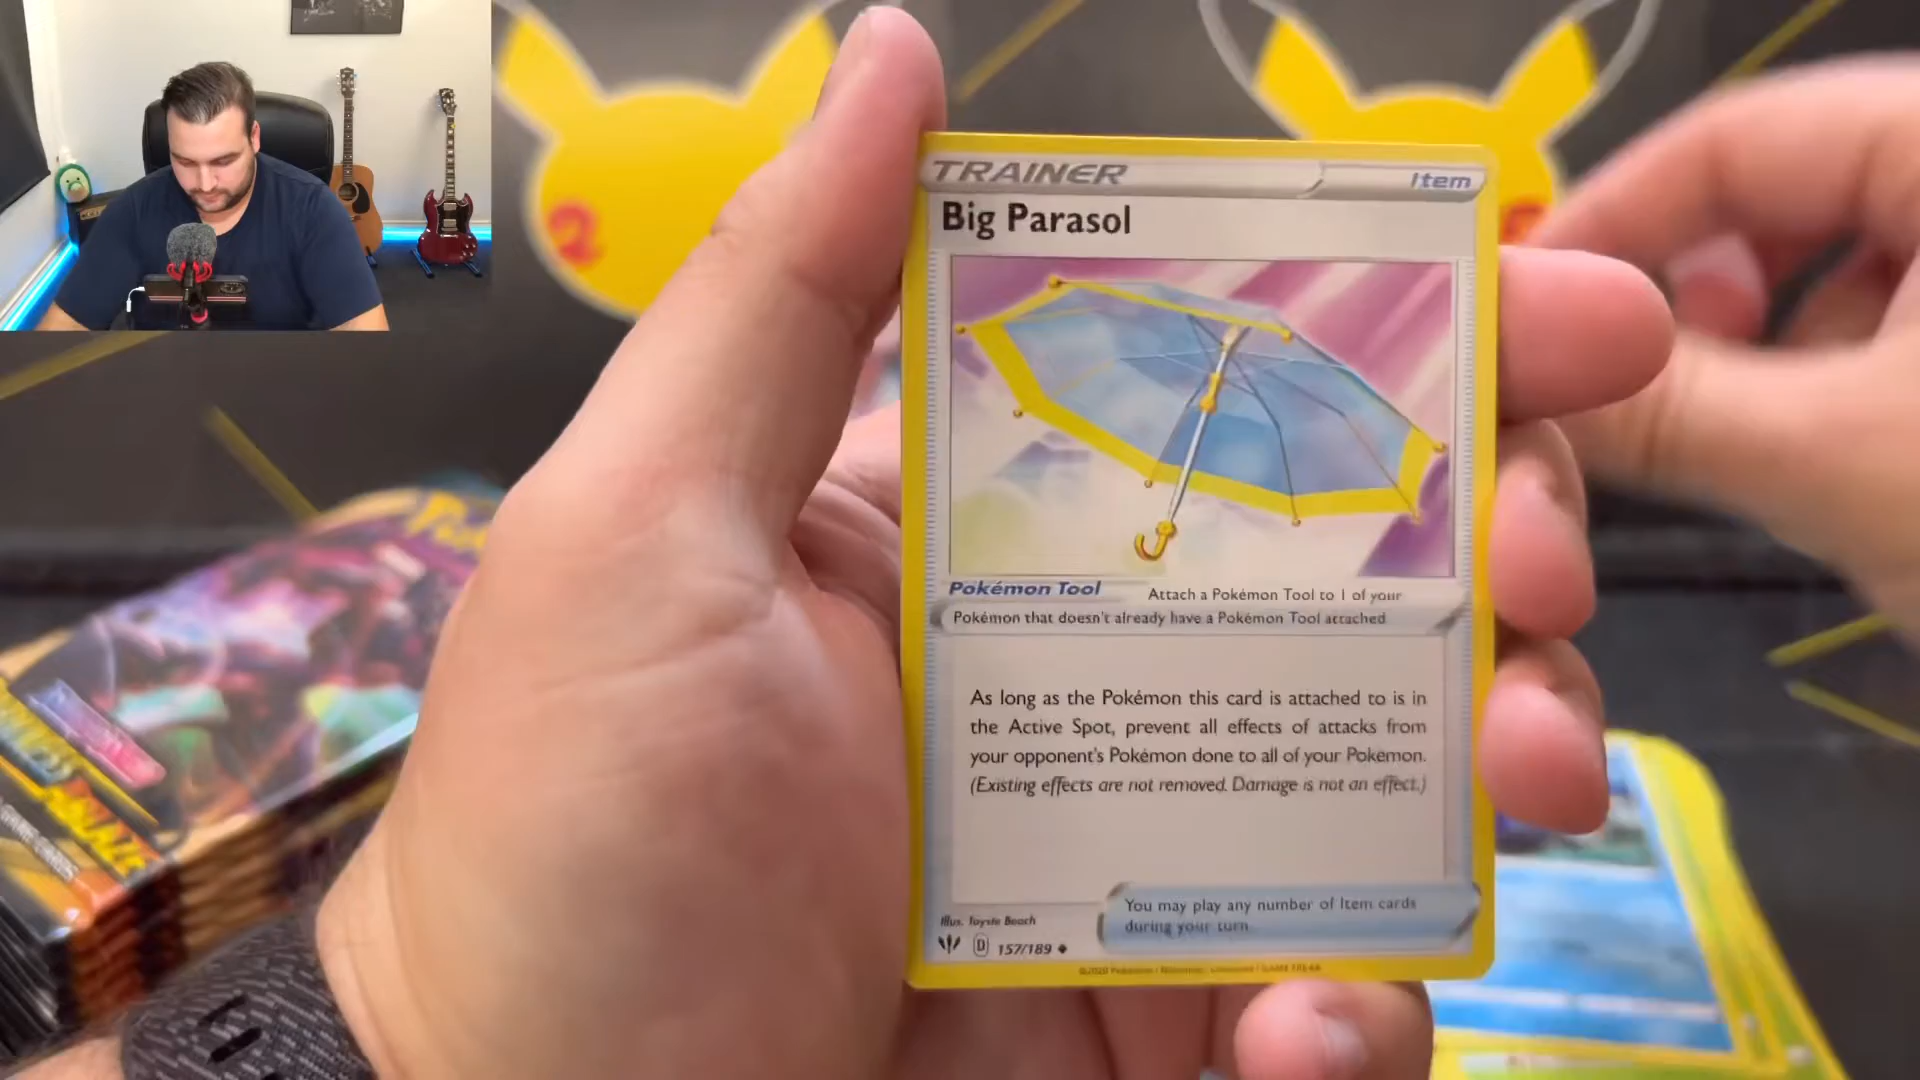 TRAINER
Item
Big Parasol
Pokémon Tool
Attach a Pokémon Tool to 1 of your
Pokémon that doesn't already have a Pokémon Tool attached
As long as the Pokémon this card is attached to is in
the Active Spot, prevent all effects of attacks from
your opponent's Pokémon done to all of your Pokémon.
(Existing effects are not removed. Damage is not an effect.)
You may play any number of Item cards
during your turn
Illus. Toyste Beach
D 157/189
2